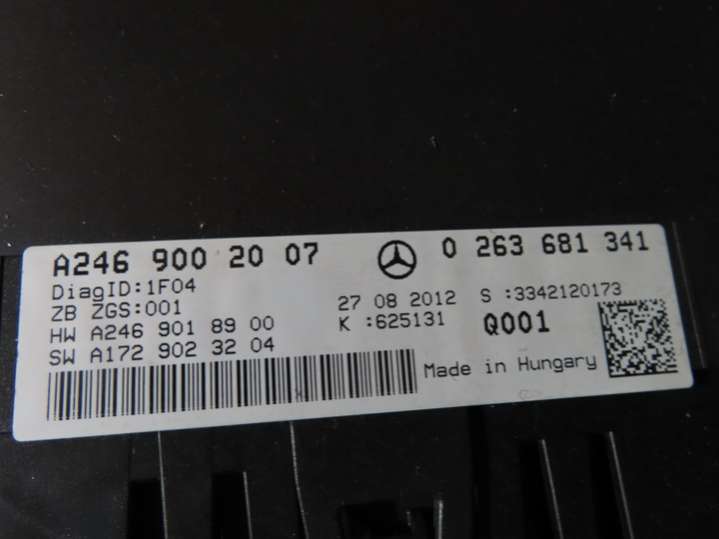 A246 900 20 07 0 263 681 341
DiagID:1F04
ZB ZGS:001 27 08 2012 S :3342120173
HW A246 901 89 00 K :625131 Q001
SW A172 902 32 04
Made in Hungary